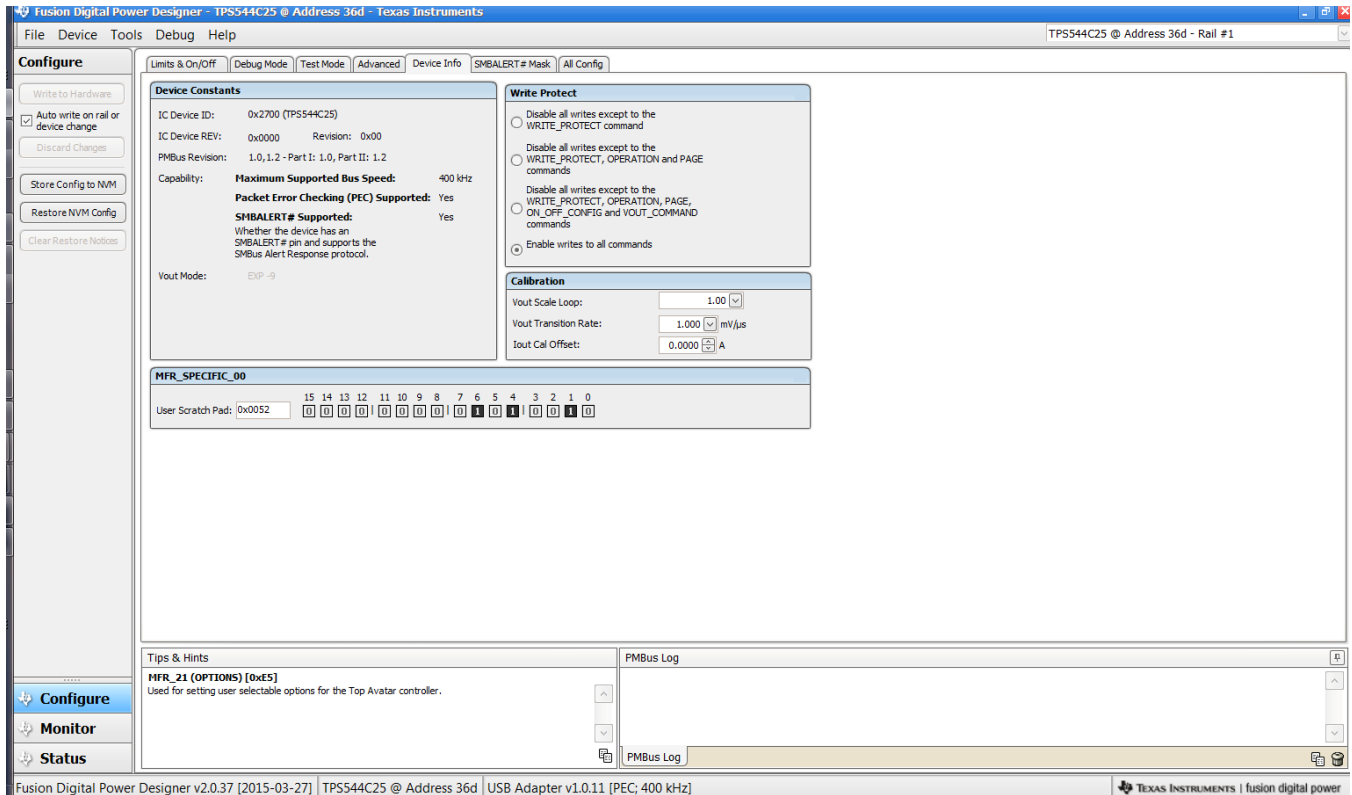 Fusion Digital Power Designer - TPS544C25 @ Address 36d - Texas Instruments
File Device Tools Debug Help
TPS544C25 @ Address 36d - Rail #1
Configure
Write to Hardware
Auto write on rail or
device change
Discard Changes
Store Config to NVM
Restore NVM Config
Clear Restore Notices
Limits & On/Off Debug Mode Test Mode Advanced Device Info SMBALERT# Mask All Config
Device Constants
IC Device ID: 0x2700 (TPS544C25)
IC Device REV: 0x0000 Revision: 0x00
PMBus Revision: 1.0,1.2 - Part I: 1.0, Part II: 1.2
Capability: Maximum Supported Bus Speed: 400 kHz
Packet Error Checking (PEC) Supported: Yes
SMBALERT# Supported: Yes
Whether the device has an
SMBALERT# pin and supports the
SMBus Alert Response protocol.
Vout Mode: EXP -9
Write Protect
Disable all writes except to the
WRITE_PROTECT command
Disable all writes except to the
WRITE_PROTECT, OPERATION and PAGE
commands
Disable all writes except to the
WRITE_PROTECT, OPERATION, PAGE,
ON_OFF_CONFIG and VOUT_COMMAND
commands
Enable writes to all commands
Calibration
Vout Scale Loop: 1.00
Vout Transition Rate: 1.000 mV/µs
Iout Cal Offset: 0.0000 A
MFR_SPECIFIC_00
15 14 13 12 11 10 9 8 7 6 5 4 3 2 1 0
User Scratch Pad: 0x0052 0 0 0 0 0 0 0 0 0 1 0 1 0 0 1 0
Tips & Hints
MFR_21 (OPTIONS) [0xE5]
Used for setting user selectable options for the Top Avatar controller.
PMBus Log
PMBus Log
Configure
Monitor
Status
Fusion Digital Power Designer v2.0.37 [2015-03-27] TPS544C25 @ Address 36d USB Adapter v1.0.11 [PEC; 400 kHz]
TEXAS INSTRUMENTS | fusion digital power